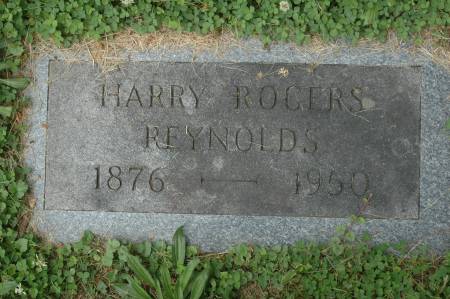 HARRY ROGERS
REYNOLDS
1876 — 1950